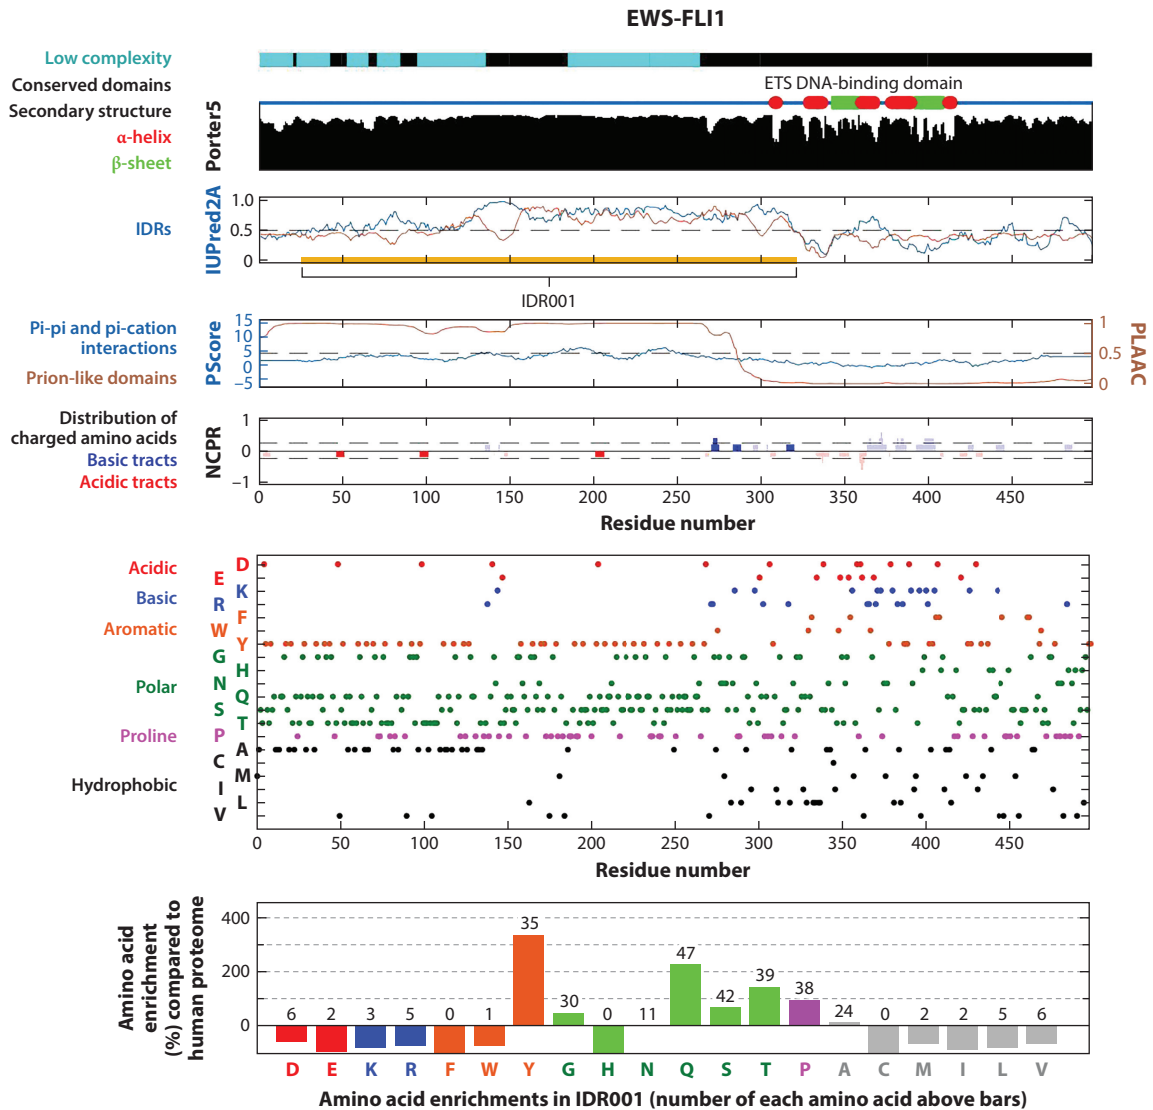 EWS-FLI1
Low complexity
Conserved domains
ETS DNA-binding domain
Secondary structure
α-helix
β-sheet
Porter5
IDRs
IUPred2A
1.0
0.5
0
IDR001
Pi-pi and pi-cation
interactions
Prion-like domains
PScore
15
10
5
0
−5
1
0.5
0
PLAAC
Distribution of
charged amino acids
Basic tracts
Acidic tracts
NCPR
1
0
−1
0 50 100 150 200 250 300 350 400 450
Residue number
Acidic
D
E
Basic
K
R
Aromatic
F
W
Y
Polar
G
H
N
Q
S
T
Proline
P
Hydrophobic
A
C
M
I
L
V
0 50 100 150 200 250 300 350 400 450
Residue number
Amino acid
enrichment
(%) compared to
human proteome
400
200
0
6 2 3 5 0 1 35 30 0 11 47 42 39 38 24 0 2 2 5 6
D E K R F W Y G H N Q S T P A C M I L V
Amino acid enrichments in IDR001 (number of each amino acid above bars)